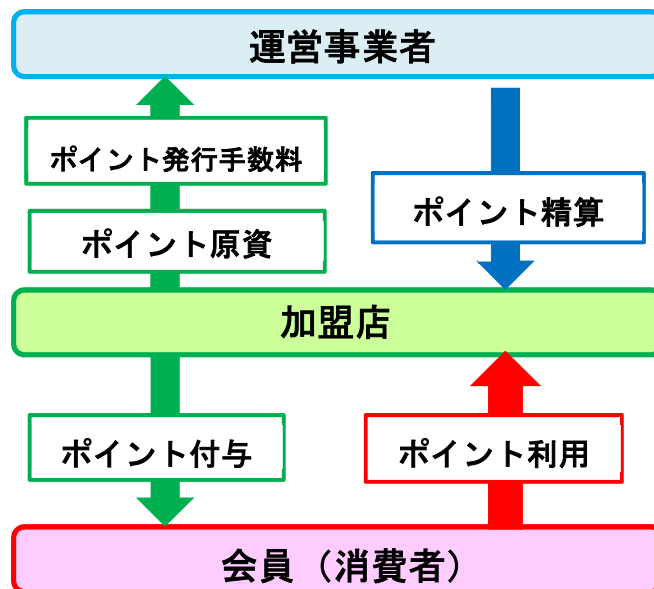 運営事業者
ポイント発行手数料
ポイント精算
ポイント原資
加盟店
ポイント付与
ポイント利用
会員（消費者）